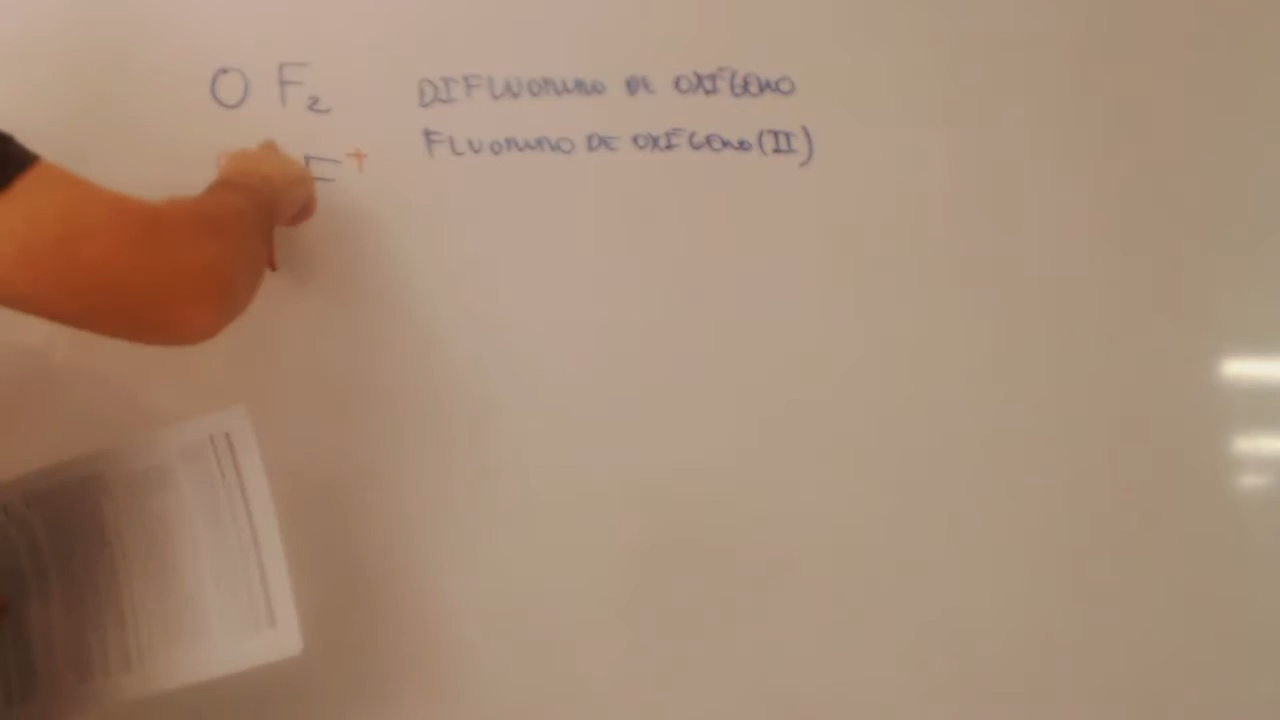 O F₂ DIFLUORURO DE OXÍGENO
F⁺ FLUORURO DE OXÍGENO (II)